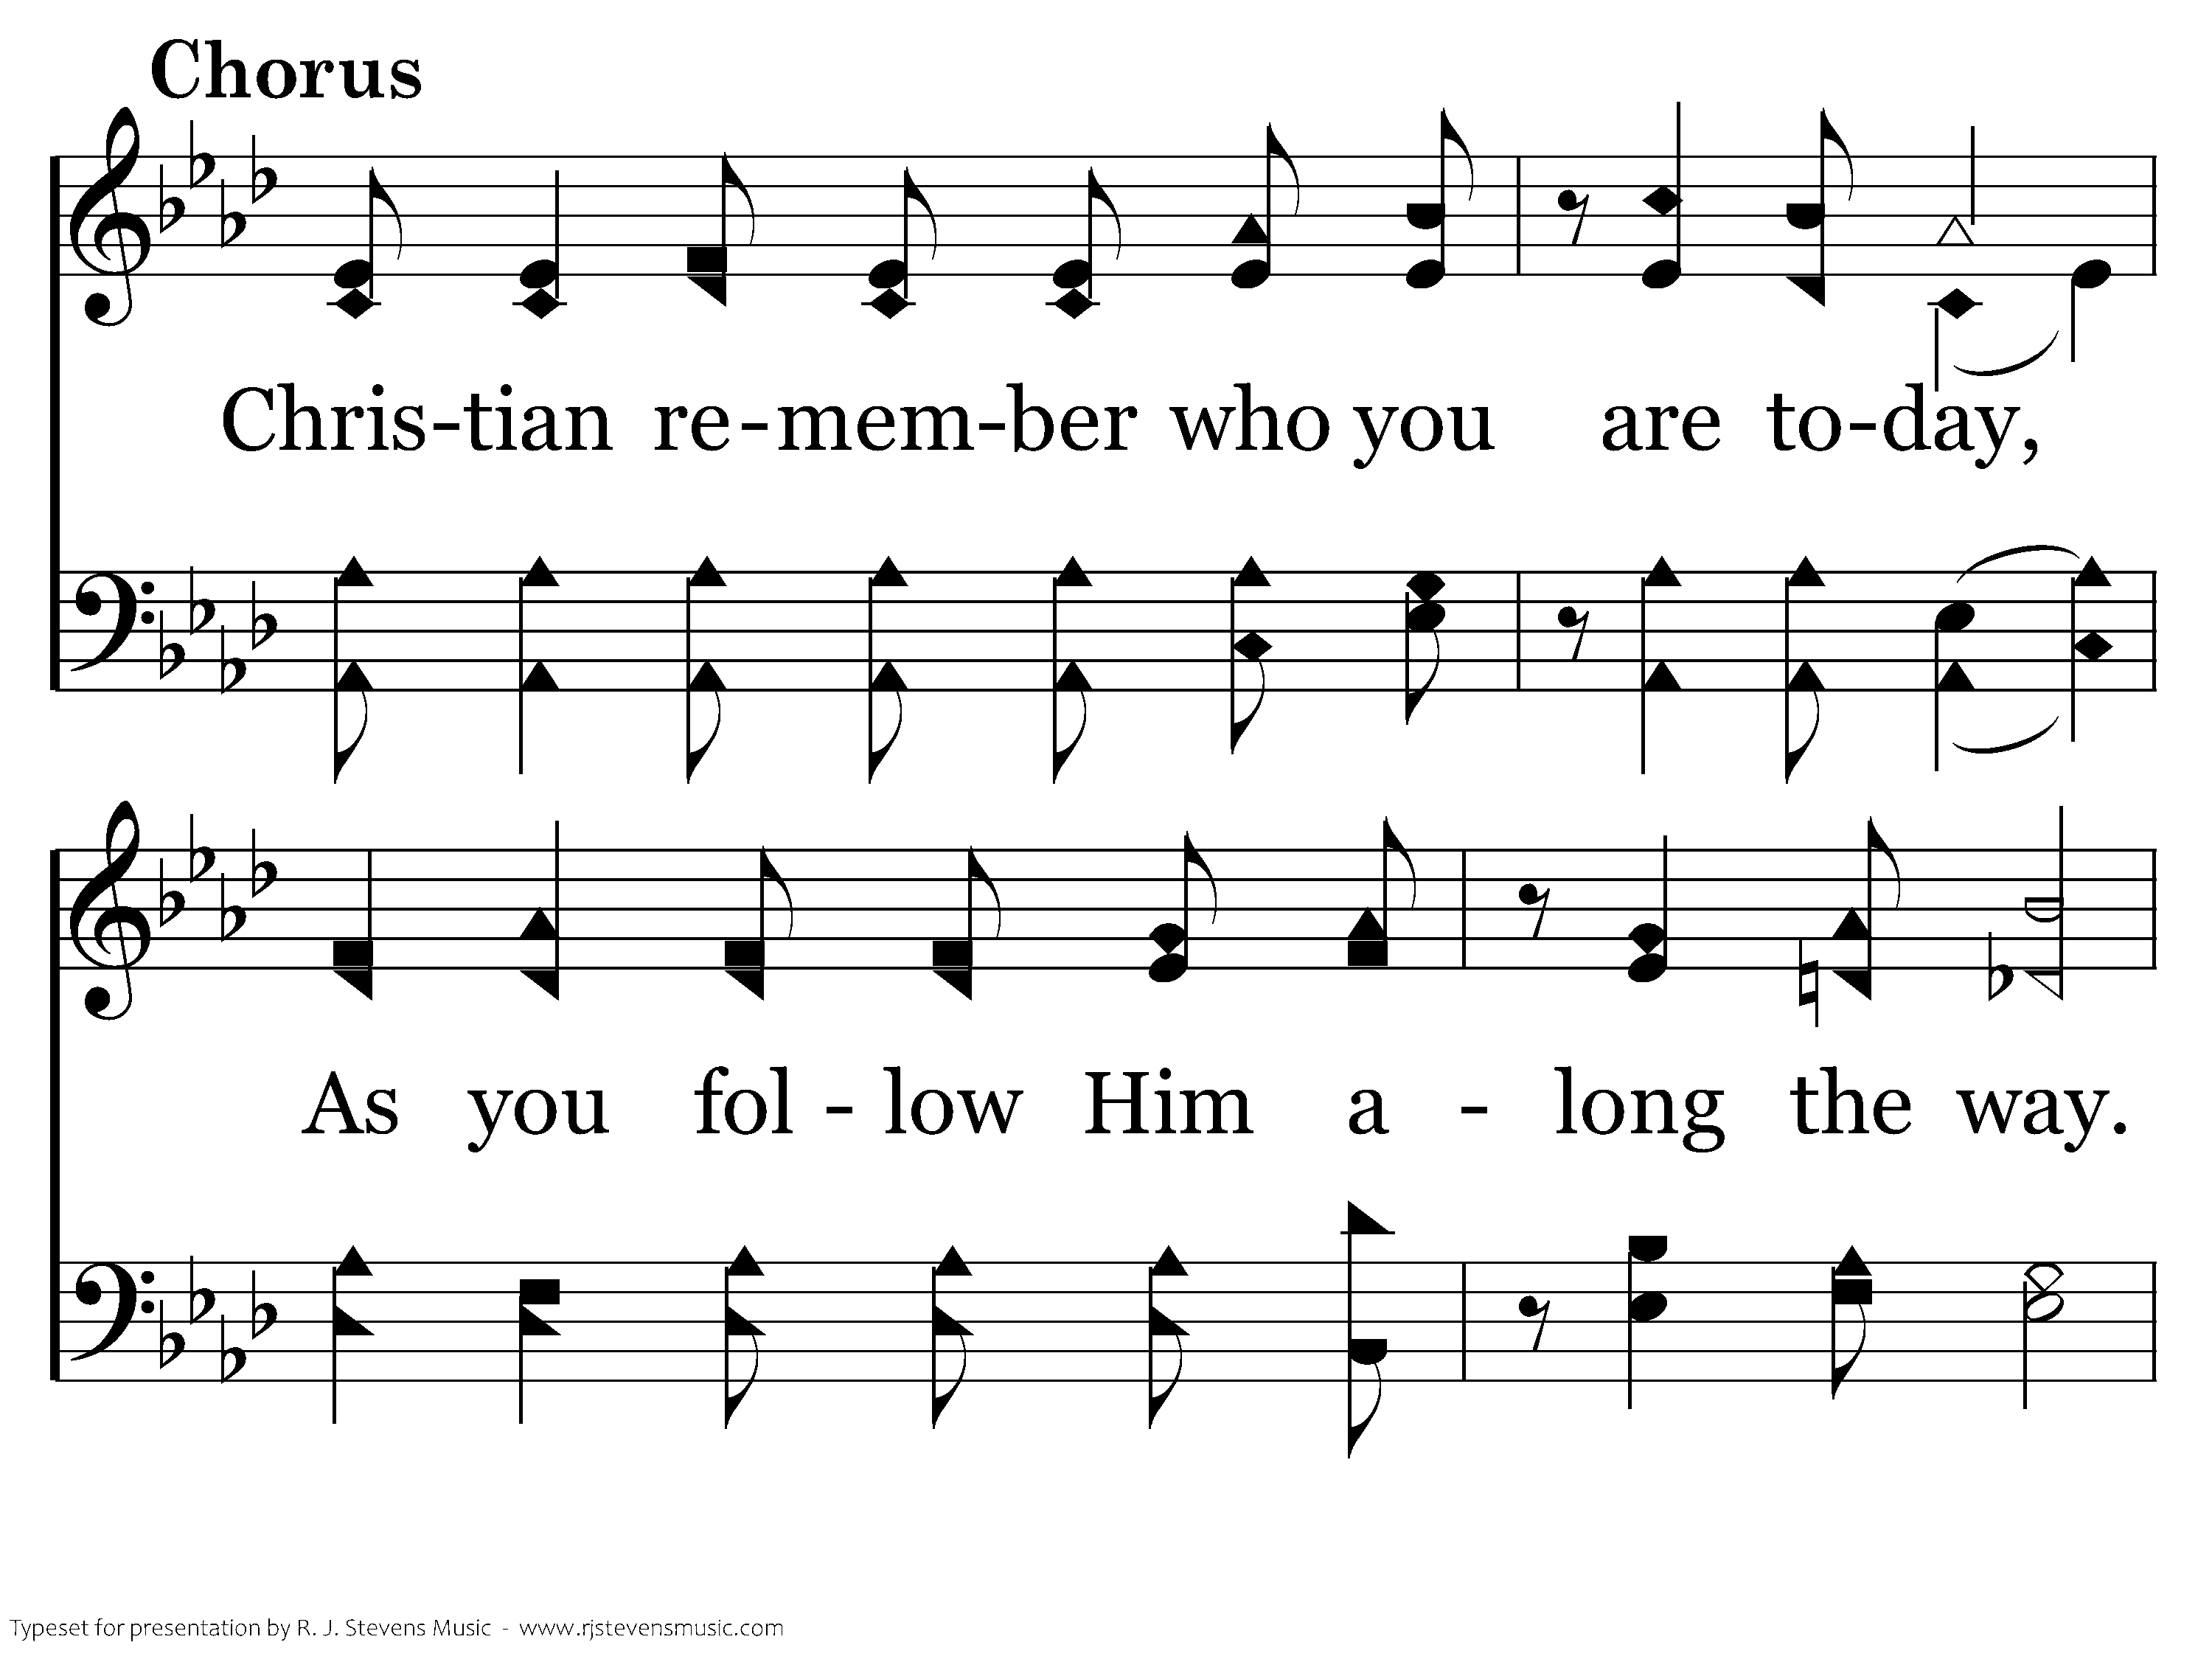 Chorus
Chris-tian re-mem-ber who you are to-day,
As you fol - low Him a - long the way.
Typeset for presentation by R. J. Stevens Music - www.rjstevensmusic.com